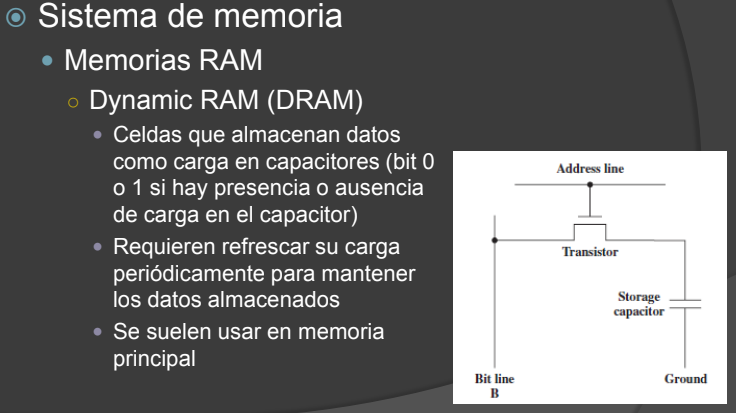 Sistema de memoria
Memorias RAM
Dynamic RAM (DRAM)
Celdas que almacenan datos
como carga en capacitores (bit 0
o 1 si hay presencia o ausencia
de carga en el capacitor)
Requieren refrescar su carga
periódicamente para mantener
los datos almacenados
Se suelen usar en memoria
principal
Address line
Transistor
Storage
capacitor
Bit line
B
Ground